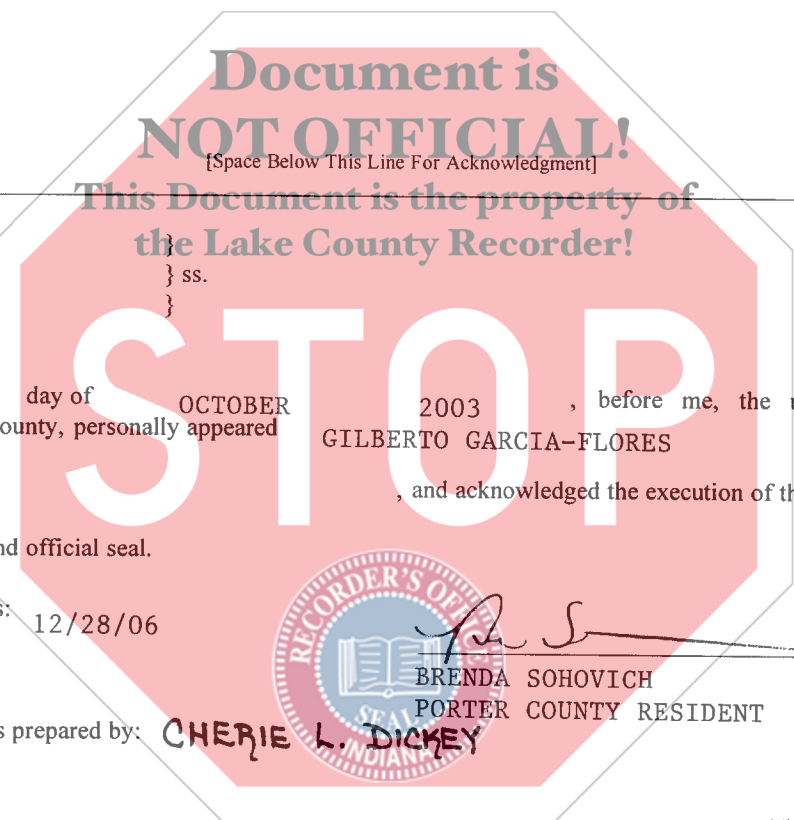 Document is
NOT OFFICIAL!
[Space Below This Line For Acknowledgment]
This Document is the property of
the Lake County Recorder!
}
} ss.
}
STOP
day of OCTOBER 2003 , before me, the u
ounty, personally appeared GILBERTO GARCIA-FLORES
, and acknowledged the execution of th
nd official seal.
s: 12/28/06
RECORDER'S OFFICE
SEAL
INDIANA
BRENDA SOHOVICH
PORTER COUNTY RESIDENT
s prepared by: CHERIE L. DICKEY